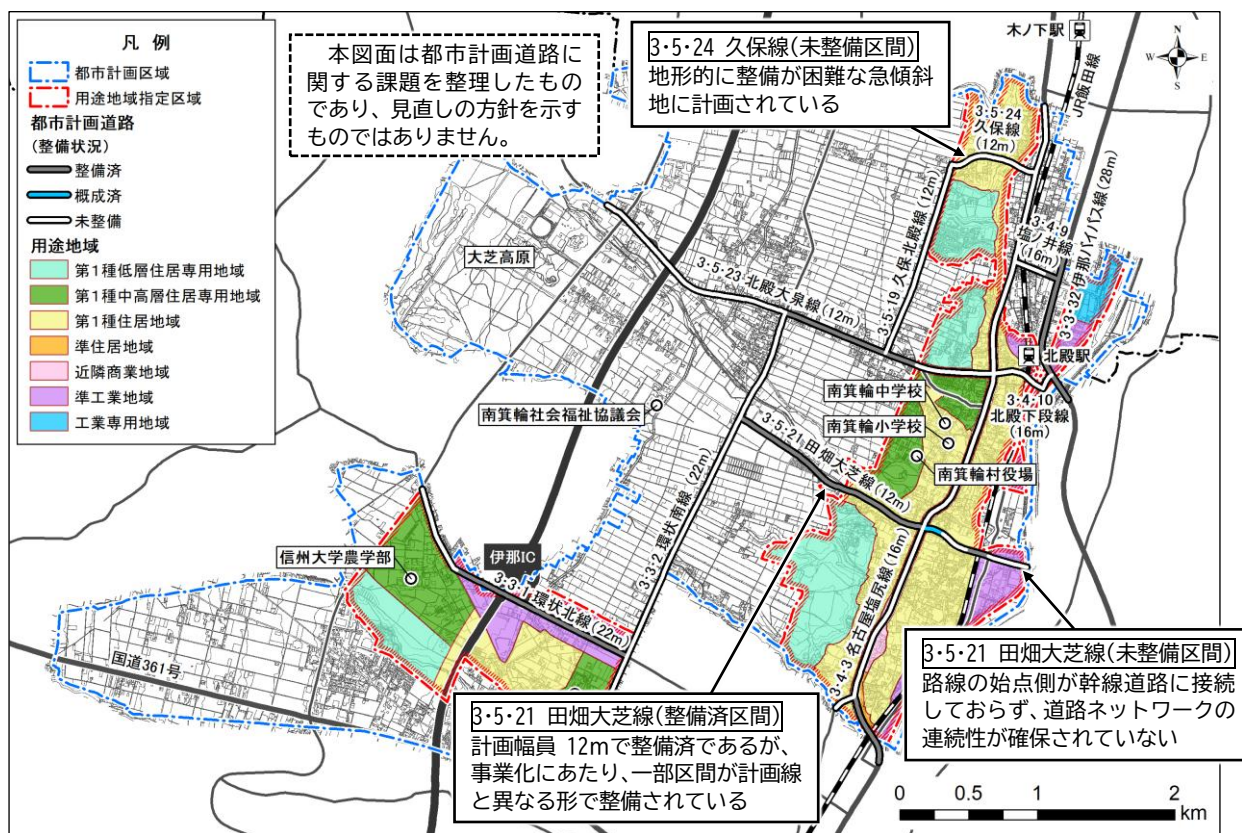 凡 例
都市計画区域
用途地域指定区域
都市計画道路
(整備状況)
整備済
概成済
未整備
用途地域
第1種低層住居専用地域
第1種中高層住居専用地域
第1種住居地域
準住居地域
近隣商業地域
準工業地域
工業専用地域
本図面は都市計画道路に
関する課題を整理したもの
であり、見直しの方針を示す
ものではありません。
3・5・24 久保線(未整備区間)
地形的に整備が困難な急傾斜
地に計画されている
木ノ下駅
N
W
E
S
JR飯田線
3・5・24
久保線
(12m)
3・3・32 伊那バイパス線(28m)
3・4・9
塩ノ井線
(16m)
3・5・19 久保北殿線(12m)
大芝高原
3・5・23 北殿大泉線(12m)
北殿駅
南箕輪中学校
南箕輪社会福祉協議会
南箕輪小学校
3・4・10
北殿下段線
(16m)
南箕輪村役場
3・5・21 田畑大芝線(12m)
3・3・2 環状南線(22m)
信州大学農学部
伊那IC
3・3・
環状北線(22m)
3・4・3 名古屋塩尻線(16m)
国道361号
3・5・21 田畑大芝線(未整備区間)
路線の始点側が幹線道路に接続
しておらず、道路ネットワークの
連続性が確保されていない
3・5・21 田畑大芝線(整備済区間)
計画幅員 12mで整備済であるが、
事業化にあたり、一部区間が計画線
と異なる形で整備されている
0 0.5 1 2
km